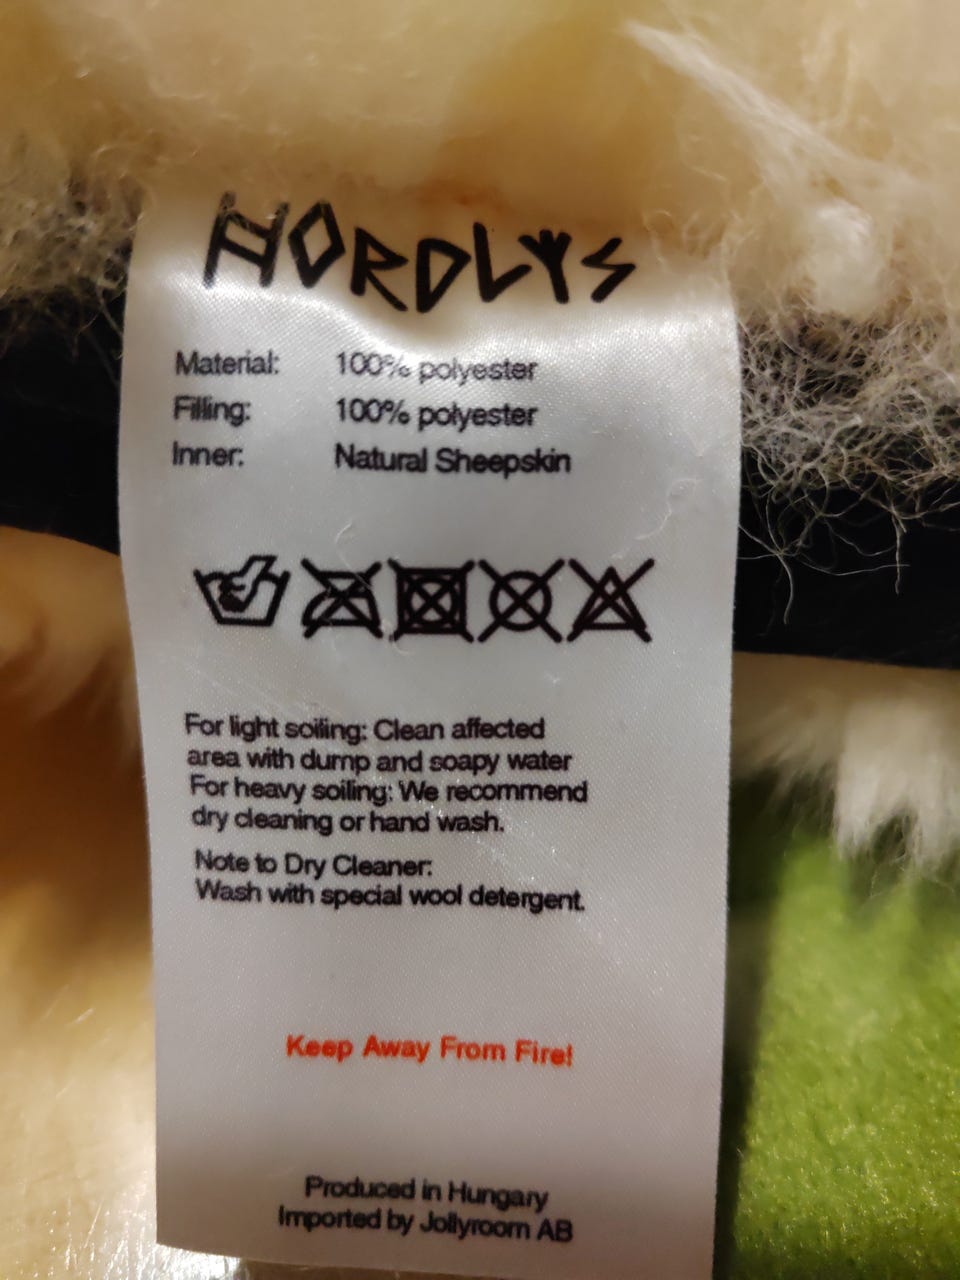 NORDLYS
Material: 100% polyester
Filling: 100% polyester
Inner: Natural Sheepskin
For light soiling: Clean affected
area with dump and soapy water
For heavy soiling: We recommend
dry cleaning or hand wash.
Note to Dry Cleaner:
Wash with special wool detergent.
Keep Away From Fire!
Produced in Hungary
Imported by Jollyroom AB